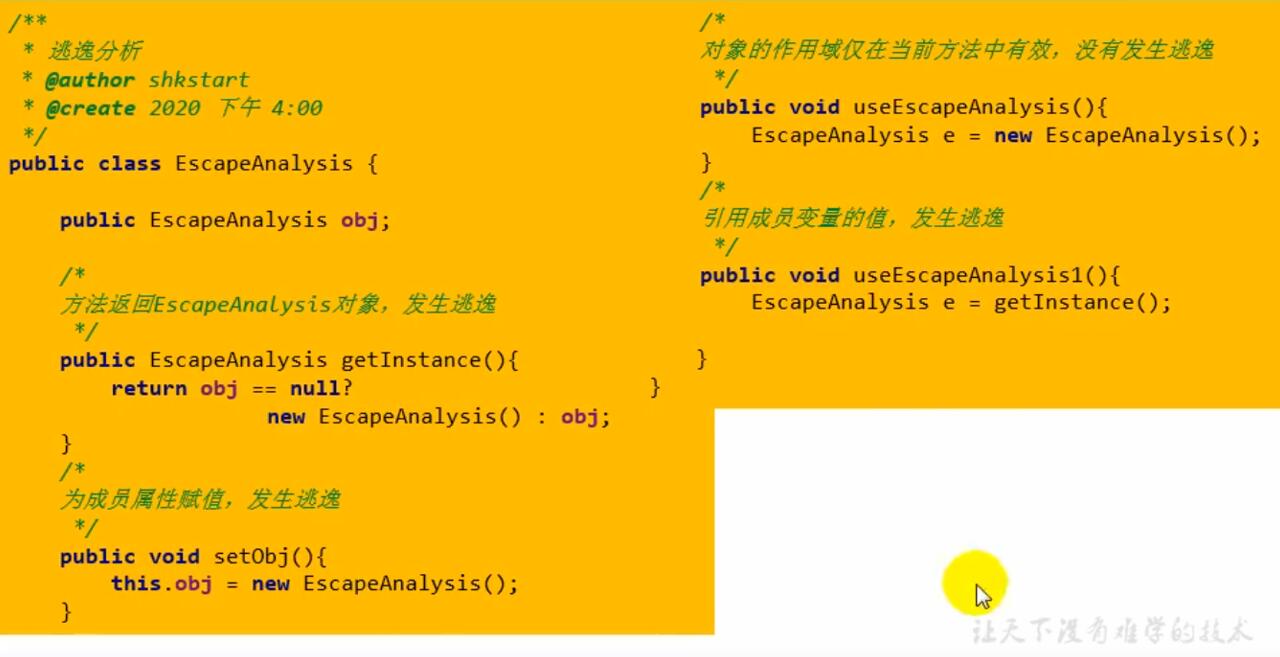 /**
* 逃逸分析
* @author shkstart
* @create 2020 下午 4:00
*/
public class EscapeAnalysis {
public EscapeAnalysis obj;
/*
方法返回EscapeAnalysis对象，发生逃逸
*/
public EscapeAnalysis getInstance(){
return obj == null?
new EscapeAnalysis() : obj;
}
/*
为成员属性赋值，发生逃逸
*/
public void setObj(){
this.obj = new EscapeAnalysis();
}
/*
对象的作用域仅在当前方法中有效，没有发生逃逸
*/
public void useEscapeAnalysis(){
EscapeAnalysis e = new EscapeAnalysis();
}
/*
引用成员变量的值，发生逃逸
*/
public void useEscapeAnalysis1(){
EscapeAnalysis e = getInstance();
}
}
让天下没有难学的技术